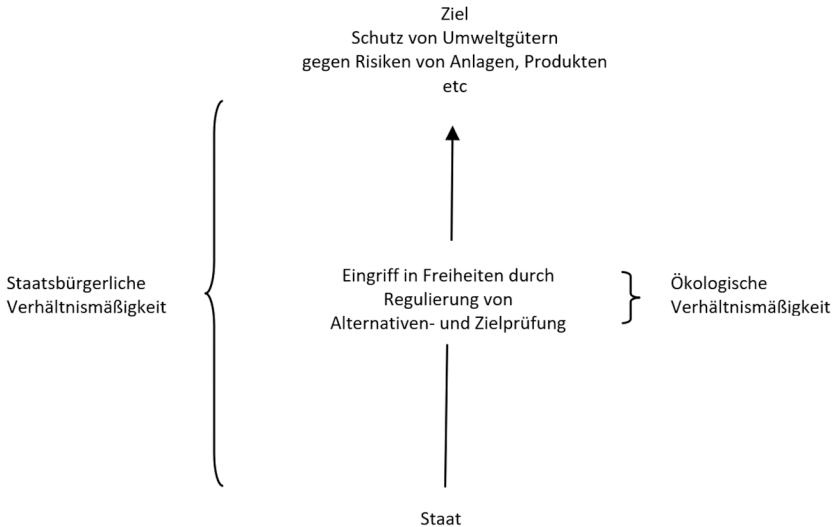 Ziel
Schutz von Umweltgütern
gegen Risiken von Anlagen, Produkten
etc
Staatsbürgerliche
Verhältnismäßigkeit
Eingriff in Freiheiten durch
Regulierung von
Alternativen- und Zielprüfung
Ökologische
Verhältnismäßigkeit
Staat